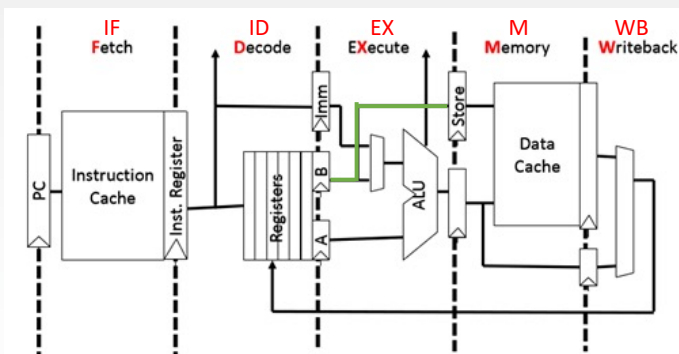 IF ID EX M WB
Fetch Decode EXecute Memory Writeback
PC
Instruction
Cache
Inst. Register
Registers
Imm
B
A
ALU
Store
Data
Cache